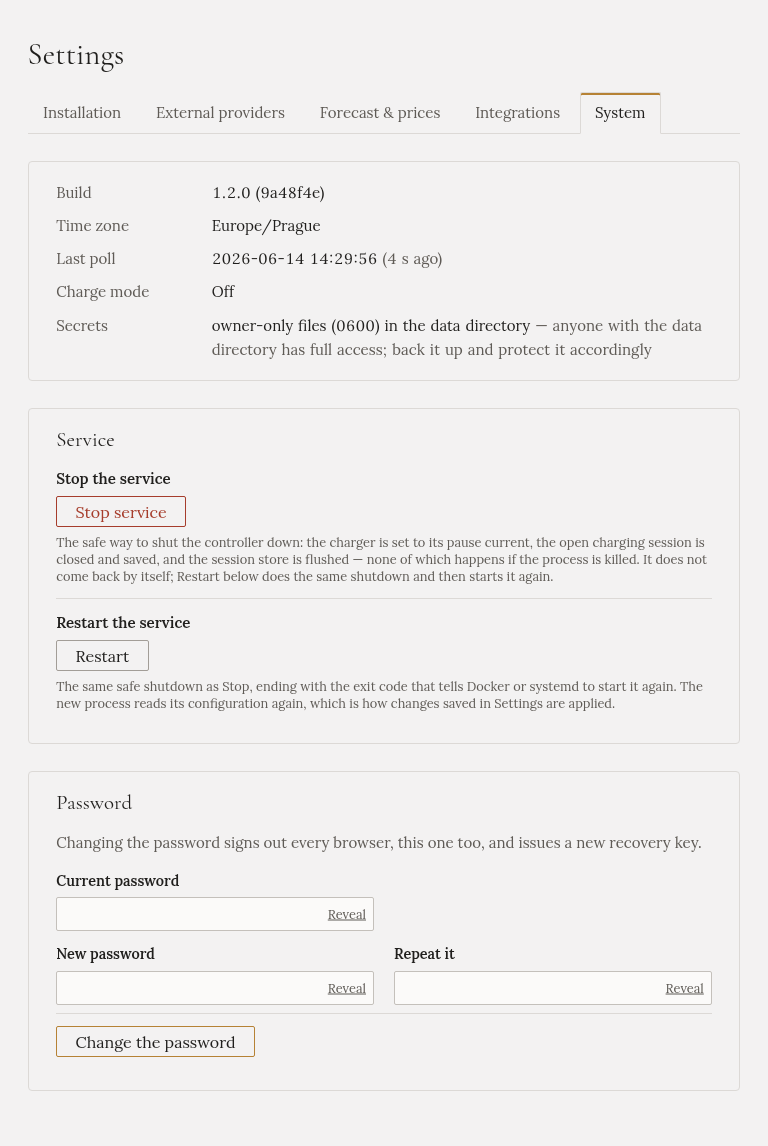 Settings
Installation External providers Forecast & prices Integrations System
Build 1.2.0 (9a48f4e)
Time zone Europe/Prague
Last poll 2026-06-14 14:29:56 (4 s ago)
Charge mode Off
Secrets owner-only files (0600) in the data directory — anyone with the data
directory has full access; back it up and protect it accordingly
Service
Stop the service
Stop service
The safe way to shut the controller down: the charger is set to its pause current, the open charging session is
closed and saved, and the session store is flushed — none of which happens if the process is killed. It does not
come back by itself; Restart below does the same shutdown and then starts it again.
Restart the service
Restart
The same safe shutdown as Stop, ending with the exit code that tells Docker or systemd to start it again. The
new process reads its configuration again, which is how changes saved in Settings are applied.
Password
Changing the password signs out every browser, this one too, and issues a new recovery key.
Current password
Reveal
New password Repeat it
Reveal Reveal
Change the password